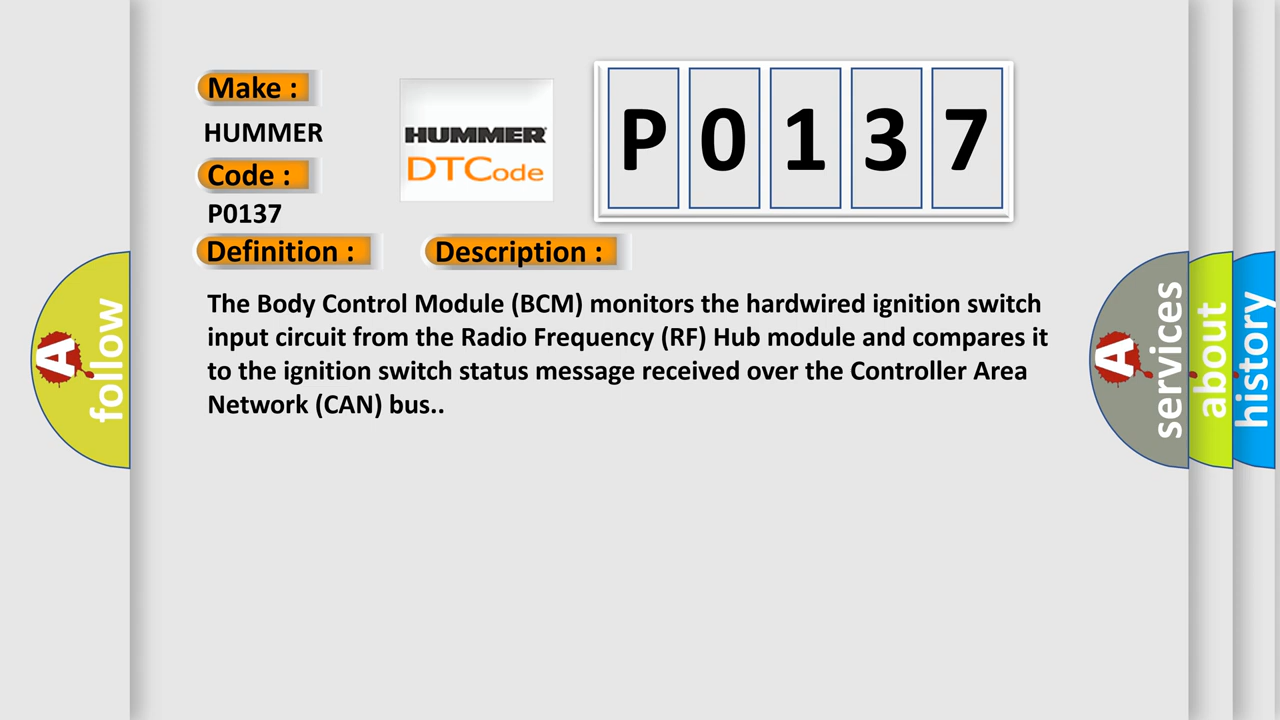 Make :
HUMMER
Code :
P0137
Definition :
Description :
HUMMER
DTCode
P 0 1 3 7
The Body Control Module (BCM) monitors the hardwired ignition switch
input circuit from the Radio Frequency (RF) Hub module and compares it
to the ignition switch status message received over the Controller Area
Network (CAN) bus..
A
follow
A
services
about
history